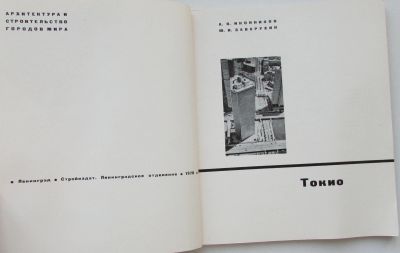 АРХИТЕКТУРА И
СТРОИТЕЛЬСТВО
ГОРОДОВ МИРА
Ленинград ■ Стройиздат. Ленинградское отделение ■
Токио